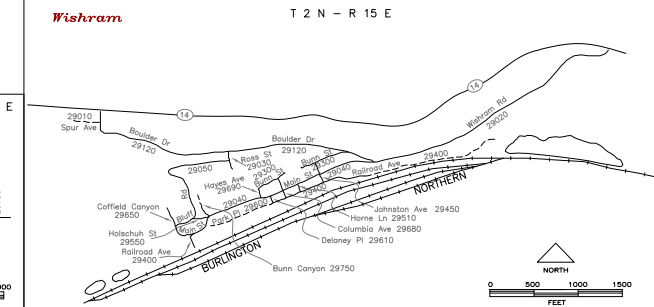 Wishram
T 2 N – R 15 E
E
14
14
Wishram Rd
29020
29010
Spur Ave
Boulder Dr
29120
Boulder Dr
29120
Ross St
29030
29050
Bunn St
29300
29400
Railroad Ave
29040
Hayes Ave
29690
29300
Bunn St
Main St
29400
NORTHERN
Bluff Rd
29040
Park Pl 29600
Main St
Coffield Canyon
29650
Holschuh St
29550
Railroad Ave
29400
Johnston Ave 29450
Horne Ln 29510
Columbia Ave 29680
Delaney Pl 29610
BURLINGTON
Bunn Canyon 29750
NORTH
0 500 1000 1500
FEET